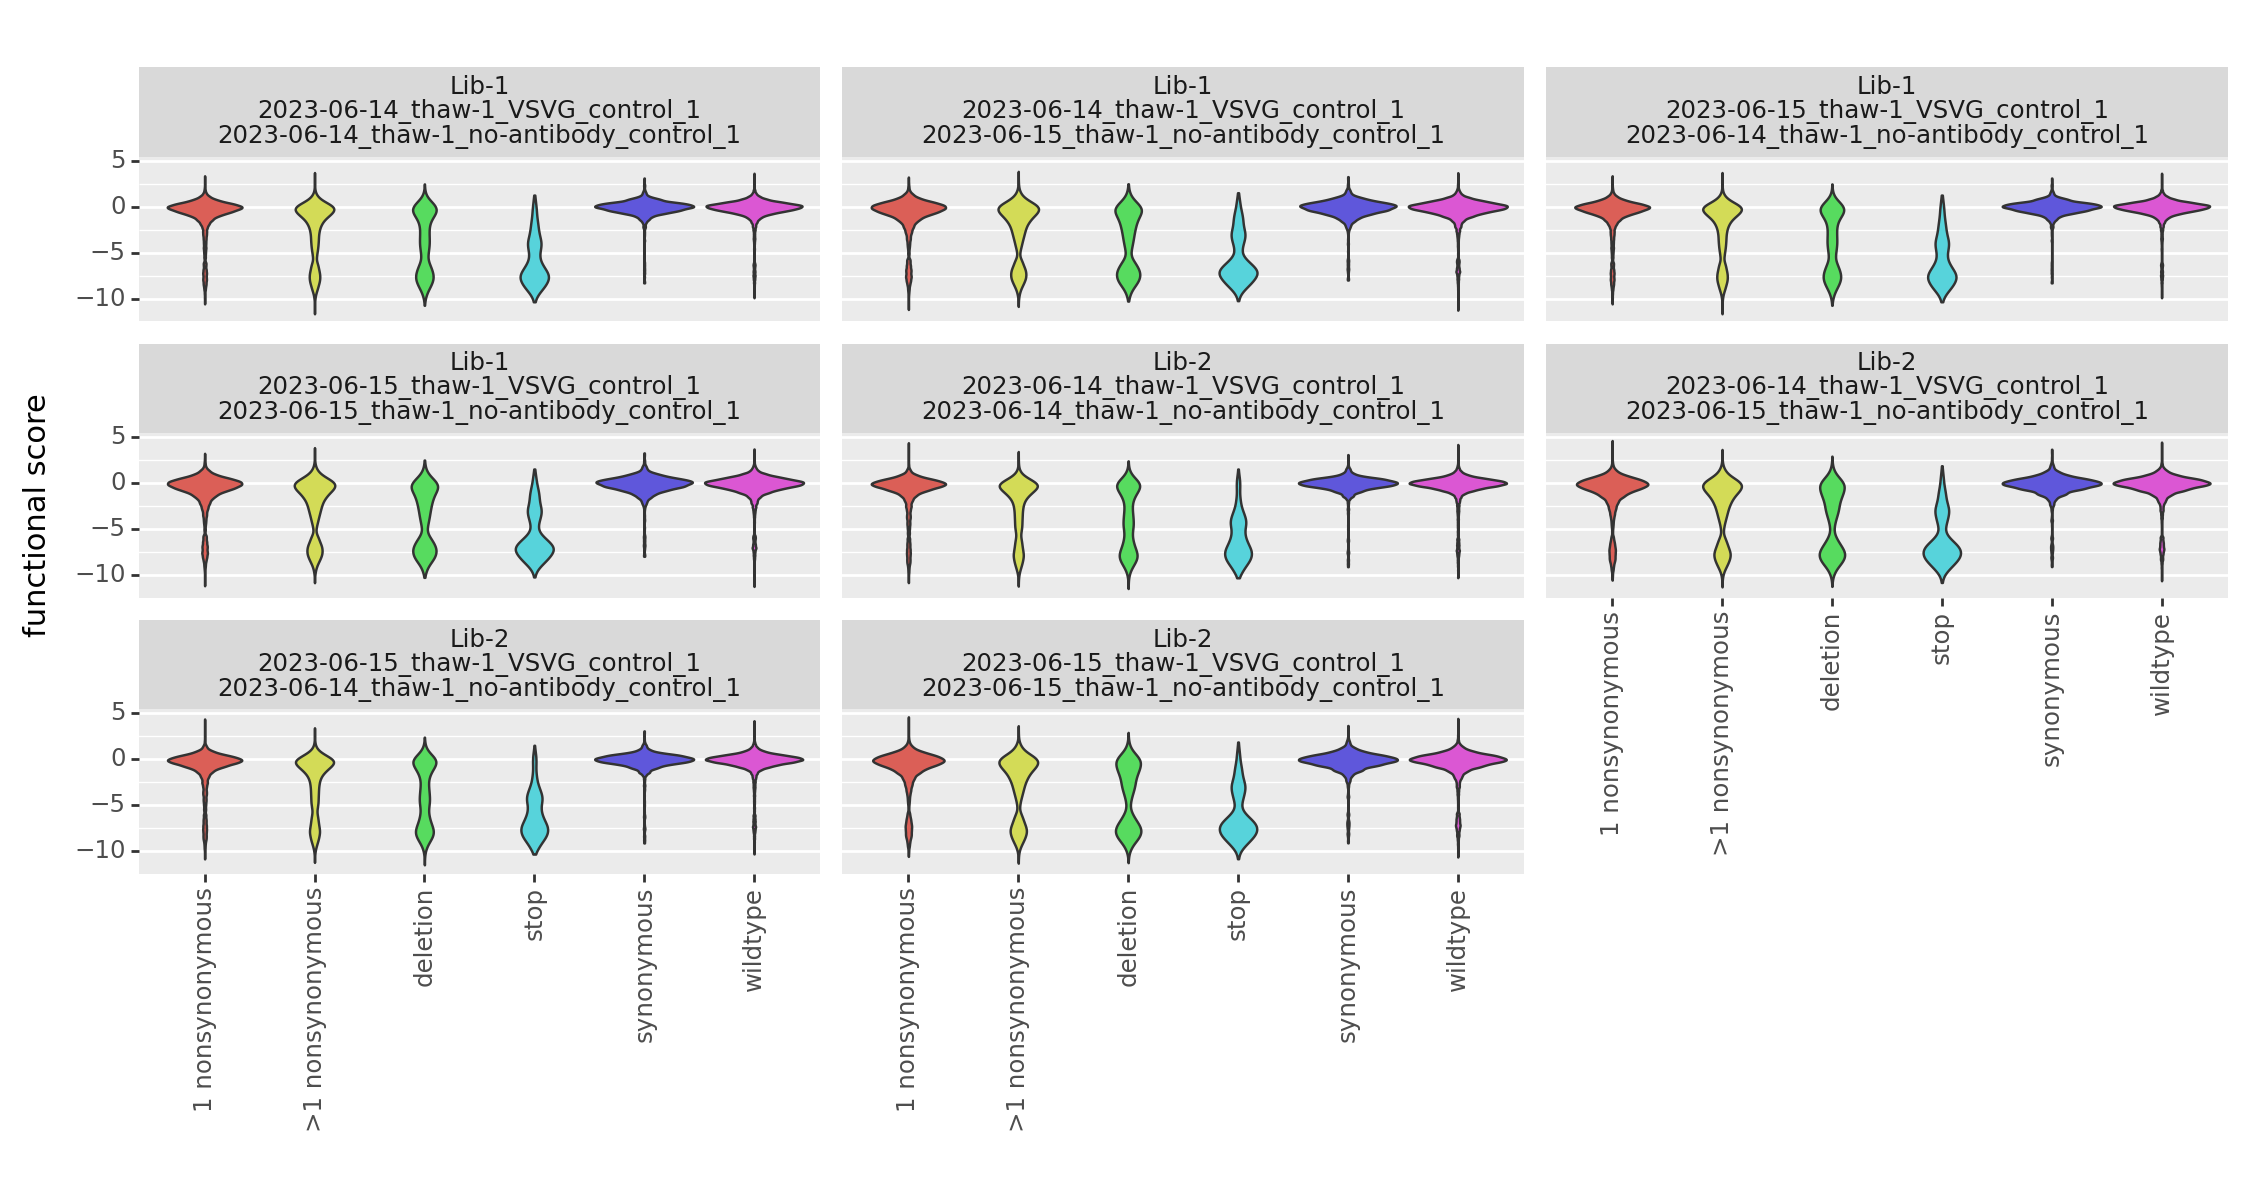 functional score
Lib-1
2023-06-14_thaw-1_VSVG_control_1
2023-06-14_thaw-1_no-antibody_control_1
Lib-1
2023-06-14_thaw-1_VSVG_control_1
2023-06-15_thaw-1_no-antibody_control_1
Lib-1
2023-06-15_thaw-1_VSVG_control_1
2023-06-14_thaw-1_no-antibody_control_1
5
0
−5
−10
Lib-1
2023-06-15_thaw-1_VSVG_control_1
2023-06-15_thaw-1_no-antibody_control_1
Lib-2
2023-06-14_thaw-1_VSVG_control_1
2023-06-14_thaw-1_no-antibody_control_1
Lib-2
2023-06-14_thaw-1_VSVG_control_1
2023-06-15_thaw-1_no-antibody_control_1
5
0
−5
−10
1 nonsynonymous
>1 nonsynonymous
deletion
stop
synonymous
wildtype
Lib-2
2023-06-15_thaw-1_VSVG_control_1
2023-06-14_thaw-1_no-antibody_control_1
Lib-2
2023-06-15_thaw-1_VSVG_control_1
2023-06-15_thaw-1_no-antibody_control_1
5
0
−5
−10
1 nonsynonymous
>1 nonsynonymous
deletion
stop
synonymous
wildtype
1 nonsynonymous
>1 nonsynonymous
deletion
stop
synonymous
wildtype